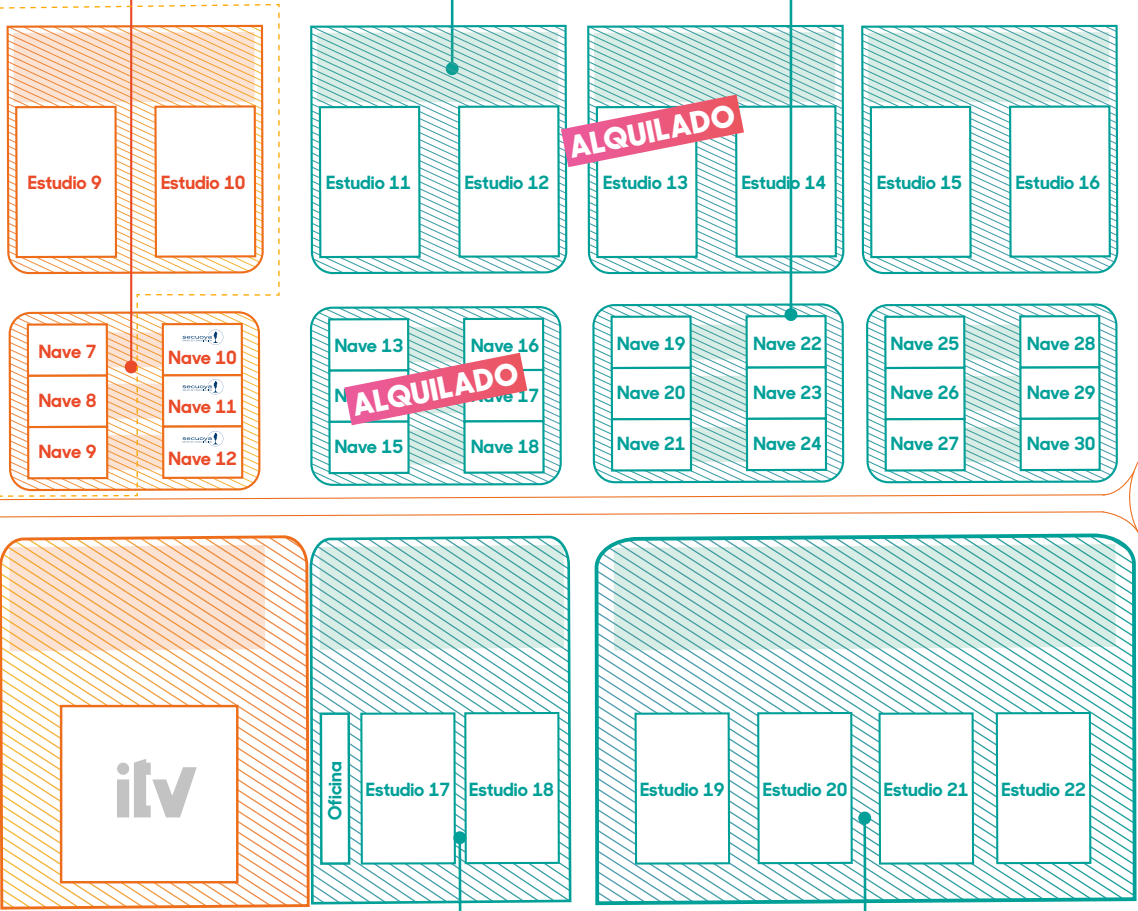 Estudio 9
Estudio 10
Estudio 11
Estudio 12
ALQUILADO
Estudio 13
Estudio 14
Estudio 15
Estudio 16
Nave 7
secuoya
Nave 10
Nave 8
secuoya
Nave 11
Nave 9
secuoya
Nave 12
Nave 13
Nave 16
ALQUILADO
17
Nave 15
Nave 18
Nave 19
Nave 22
Nave 20
Nave 23
Nave 21
Nave 24
Nave 25
Nave 28
Nave 26
Nave 29
Nave 27
Nave 30
itv
Oficina
Estudio 17
Estudio 18
Estudio 19
Estudio 20
Estudio 21
Estudio 22